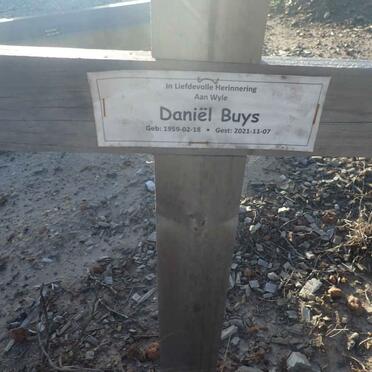 In Liefdevolle Herinnering
Aan Wyle
Daniël Buys
Geb: 1959-02-18 • Gest: 2021-11-07